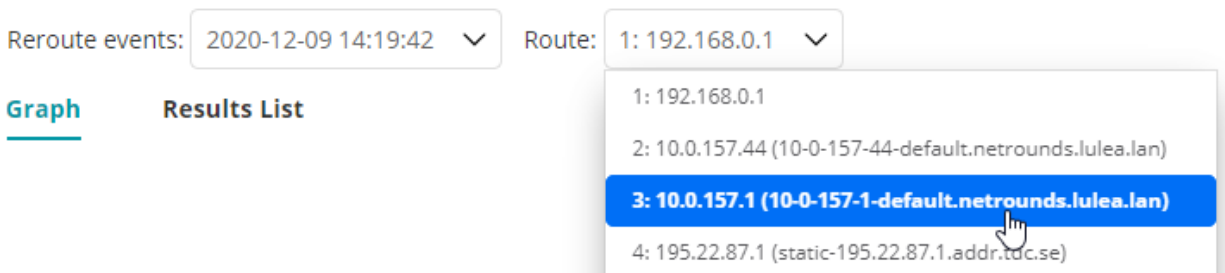 Reroute events: 2020-12-09 14:19:42 Route: 1: 192.168.0.1
Graph Results List
1: 192.168.0.1
2: 10.0.157.44 (10-0-157-44-default.netrounds.lulea.lan)
3: 10.0.157.1 (10-0-157-1-default.netrounds.lulea.lan)
4: 195.22.87.1 (static-195.22.87.1.addr.tdc.se)